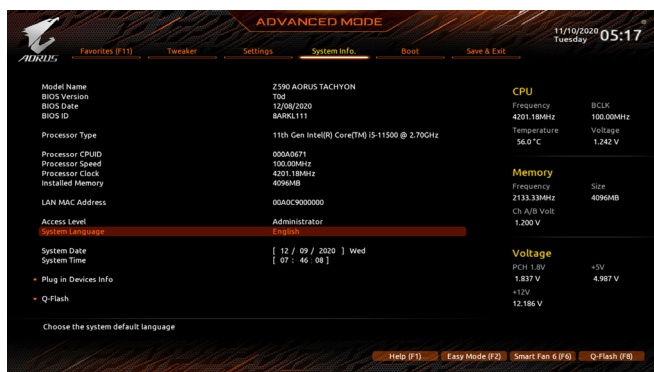 ADVANCED MODE
11/10/2020 Tuesday 05:17
AORUS
Favorites (F11) Tweaker Settings System Info. Boot Save & Exit
Model Name Z590 AORUS TACHYON
BIOS Version T0d
BIOS Date 12/08/2020
BIOS ID 8ARKL111
Processor Type 11th Gen Intel(R) Core(TM) i5-11500 @ 2.70GHz
Processor CPUID 000A0671
Processor Speed 100.00MHz
Processor Clock 4201.18MHz
Installed Memory 4096MB
LAN MAC Address 00A0C9000000
Access Level Administrator
System Language English
System Date [ 12 / 09 / 2020 ] Wed
System Time [ 07 : 46 : 08 ]
Plug in Devices Info
Q-Flash
Choose the system default language
CPU
Frequency BCLK
4201.18MHz 100.00MHz
Temperature Voltage
56.0 °C 1.242 V
Memory
Frequency Size
2133.33MHz 4096MB
Ch A/B Volt
1.200 V
Voltage
PCH 1.8V +5V
1.837 V 4.987 V
+12V
12.186 V
Help (F1) Easy Mode (F2) Smart Fan 6 (F6) Q-Flash (F8)